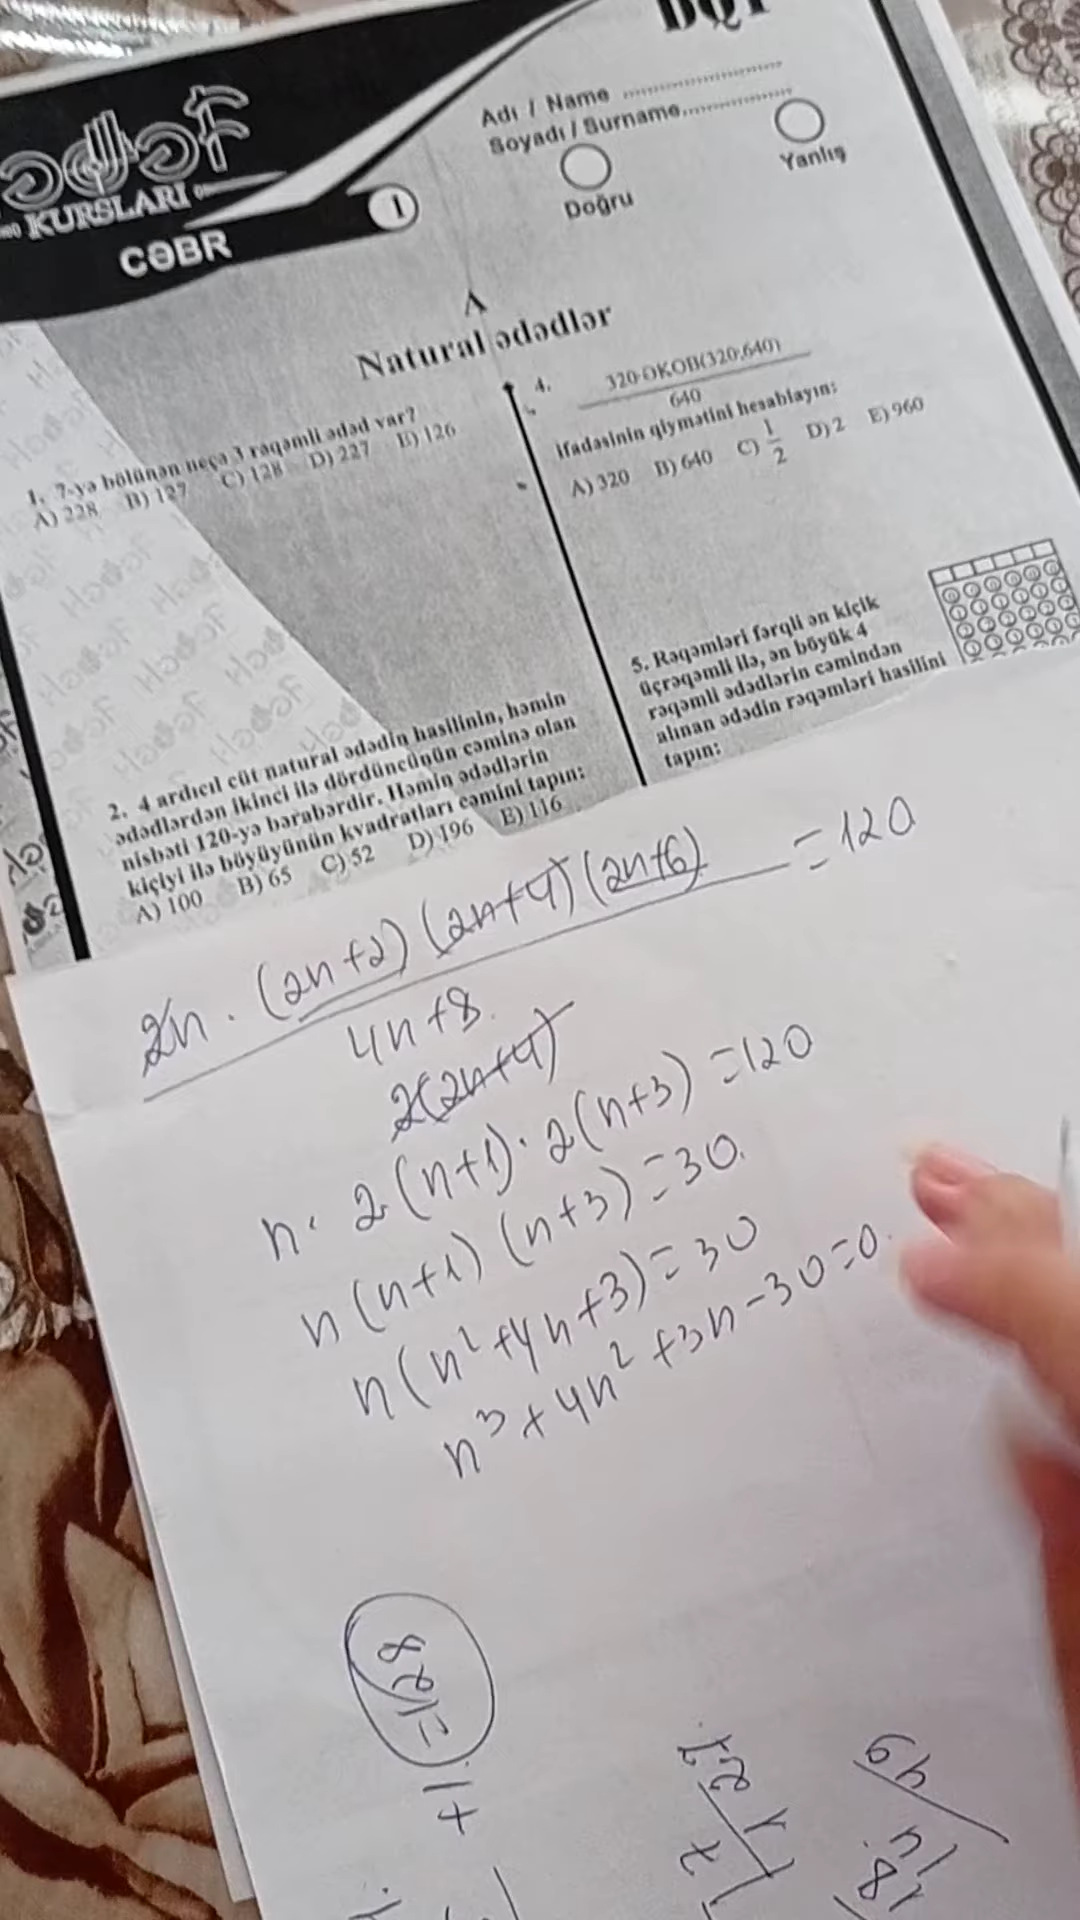 Adı / Name
Soyadı / Surname
Doğru
Yanlış
KURSLARI
CƏBR
1
A
Natural ədədlər
1. 7-yə bölünən neçə 3 rəqəmli ədəd var?
A) 228 B) 127 C) 128 D) 227 E) 126
2. 4 ardıcıl cüt natural ədədin hasilinin, həmin
ədədlərdən ikinci ilə dördüncünün cəminə olan
nisbəti 120-yə bərabərdir. Həmin ədədlərin
kiçiyi ilə böyüyünün kvadratları cəmini tapın:
A) 100 B) 65 C) 52 D) 196 E) 116
4. 320·ƏKOB(320;640)
640
ifadəsinin qiymətini hesablayın:
A) 320 B) 640 C) 1/2 D) 2 E) 960
5. Rəqəmləri fərqli ən kiçik
üçrəqəmli ilə, ən böyük 4
rəqəmli ədədlərin cəmindən
alınan ədədin rəqəmləri hasilini
tapın:
2n · (2n+2) (2n+4) (2n+6) = 120
4n+8
2(2n+4)
n · 2(n+1) · 2(n+3) = 120
n(n+1) (n+3) = 30
n(n²+4n+3) = 30
n³+4n²+3n-30=0
+1=128